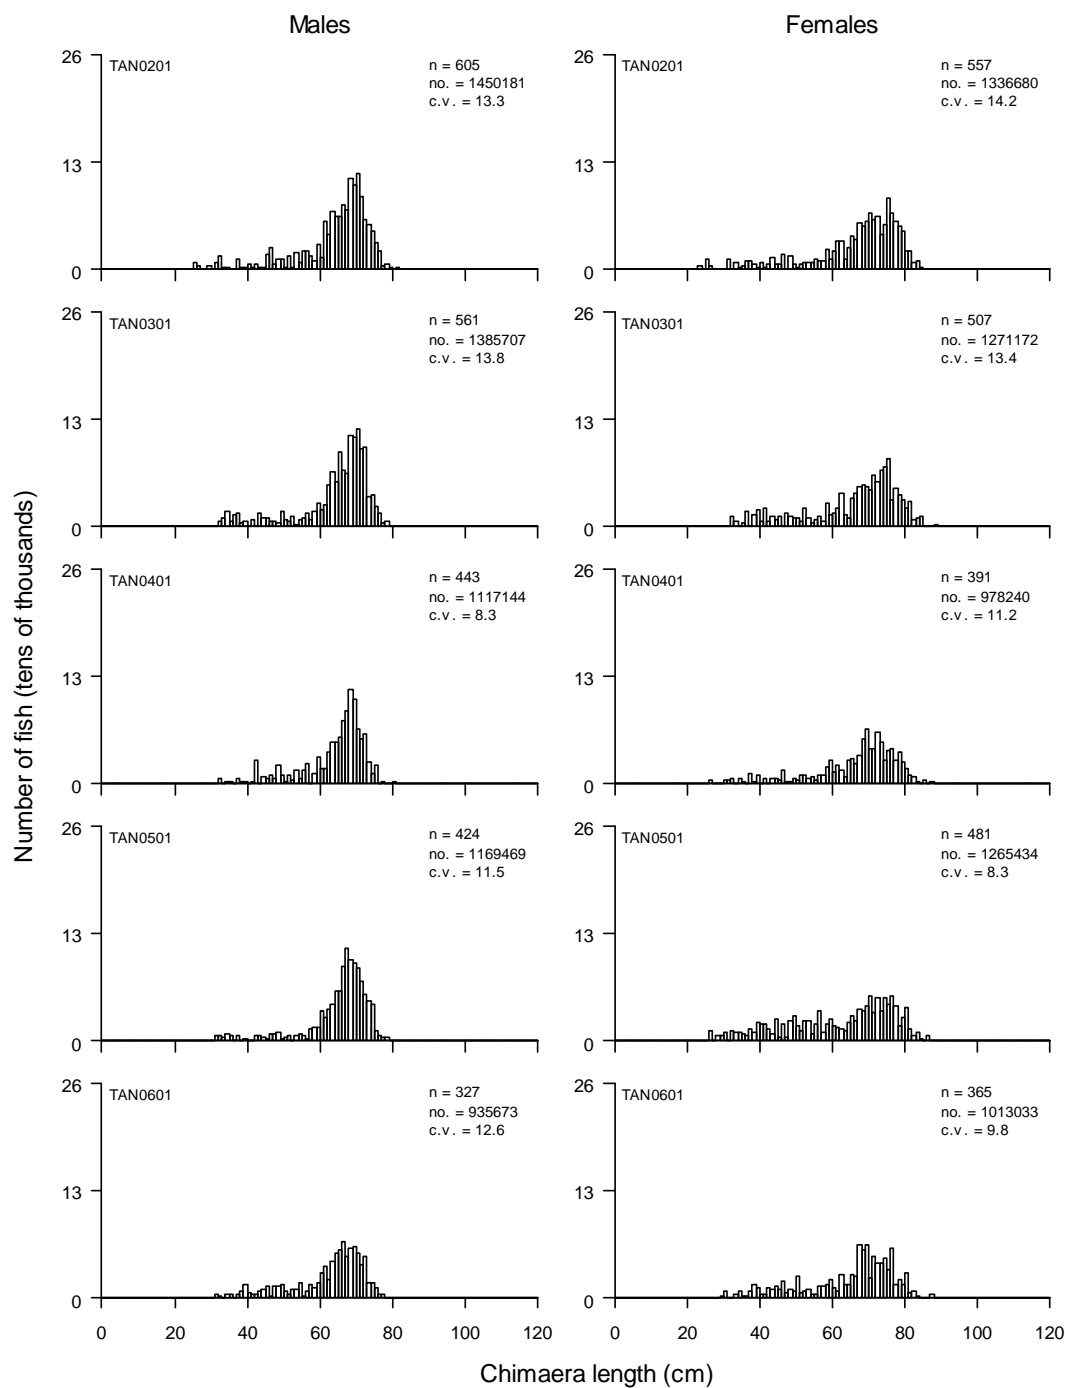 Males
Females
Number of fish (tens of thousands)
26
13
0
TAN0201
n = 605
no. = 1450181
c.v. = 13.3
26
13
0
TAN0201
n = 557
no. = 1336680
c.v. = 14.2
26
13
0
TAN0301
n = 561
no. = 1385707
c.v. = 13.8
26
13
0
TAN0301
n = 507
no. = 1271172
c.v. = 13.4
26
13
0
TAN0401
n = 443
no. = 1117144
c.v. = 8.3
26
13
0
TAN0401
n = 391
no. = 978240
c.v. = 11.2
26
13
0
TAN0501
n = 424
no. = 1169469
c.v. = 11.5
26
13
0
TAN0501
n = 481
no. = 1265434
c.v. = 8.3
26
13
0
TAN0601
n = 327
no. = 935673
c.v. = 12.6
26
13
0
TAN0601
n = 365
no. = 1013033
c.v. = 9.8
0 20 40 60 80 100 120
0 20 40 60 80 100 120
Chimaera length (cm)